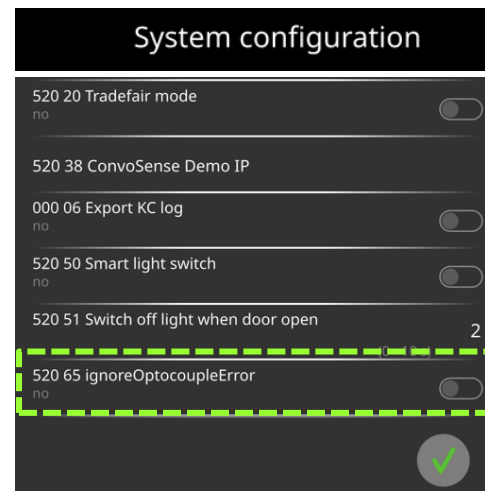 System configuration
520 20 Tradefair mode
no
520 38 ConvoSense Demo IP
000 06 Export KC log
no
520 50 Smart light switch
no
520 51 Switch off light when door open
2
520 65 ignoreOptocoupleError
no